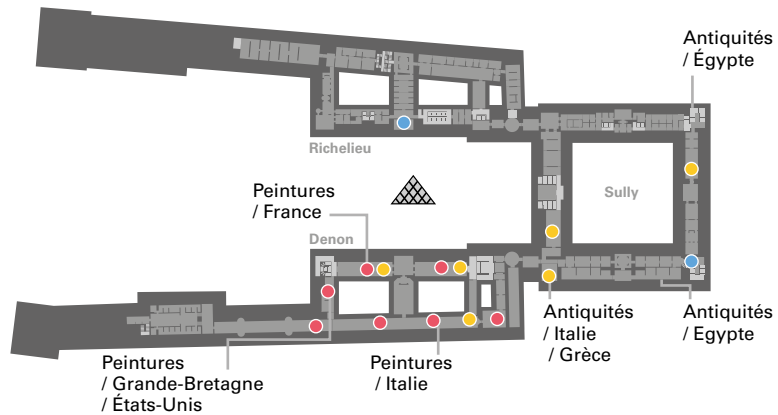 Antiquités
/ Égypte
Richelieu
Peintures
/ France
Sully
Denon
Antiquités
/ Italie
/ Grèce
Antiquités
/ Egypte
Peintures
/ Grande-Bretagne
/ États-Unis
Peintures
/ Italie